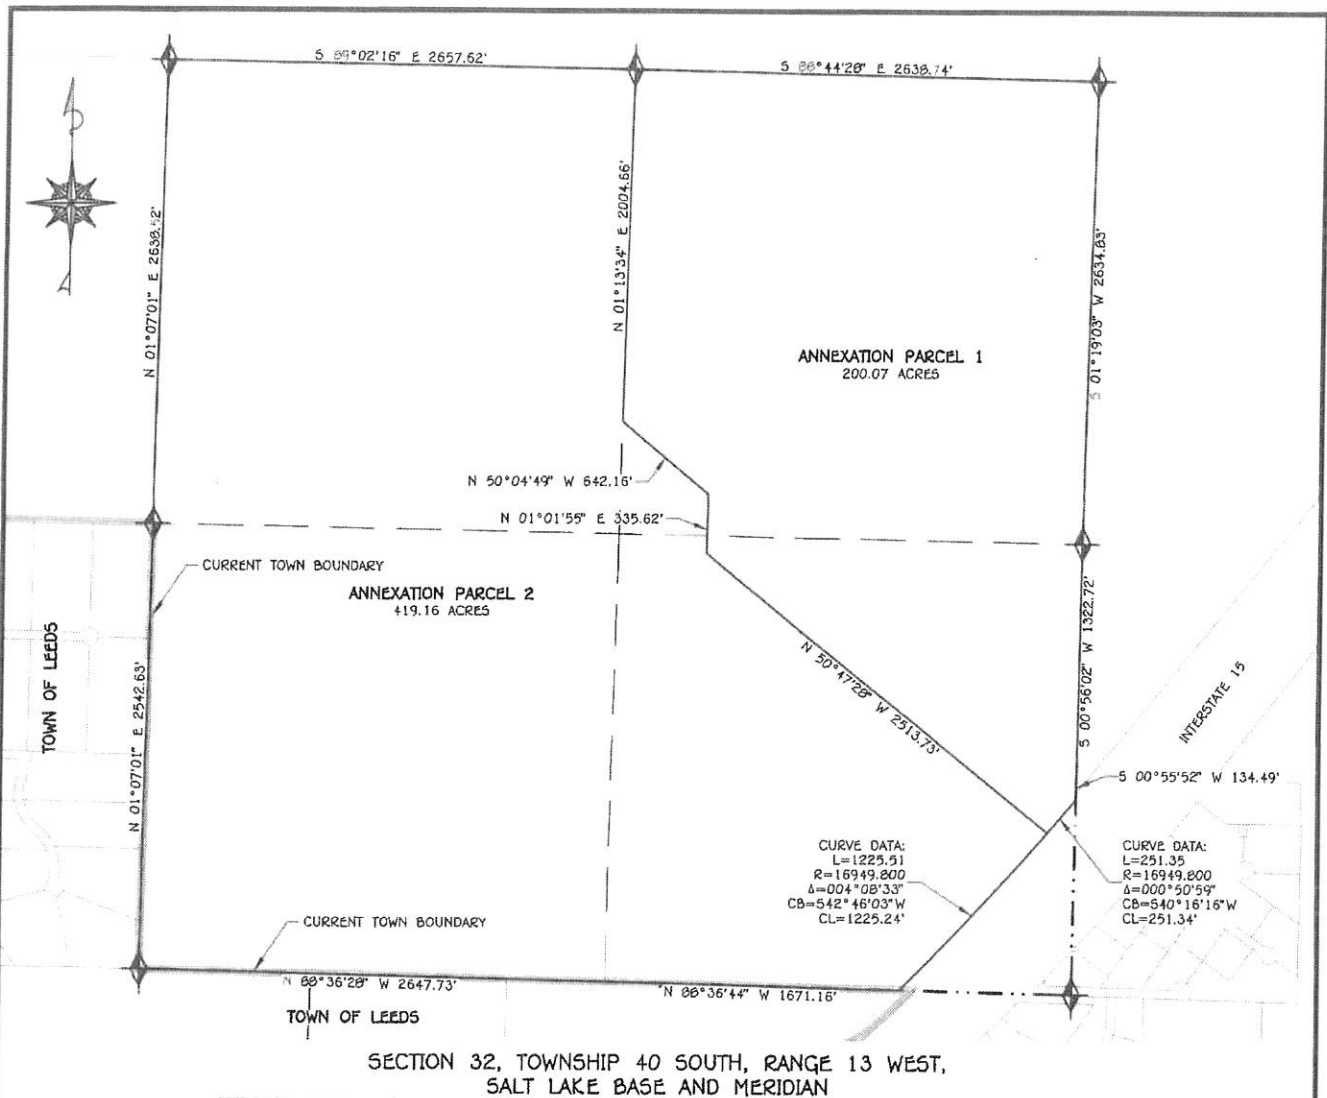 S 89°02'16" E 2657.62'
S 88°44'28" E 2638.74'
N 01°07'01" E 2638.52'
N 01°13'34" E 2004.66'
S 01°19'03" W 2634.83'
ANNEXATION PARCEL 1
200.07 ACRES
N 50°04'49" W 642.16'
N 01°01'55" E 335.62'
CURRENT TOWN BOUNDARY
ANNEXATION PARCEL 2
419.16 ACRES
TOWN OF LEEDS
N 01°07'01" E 2542.63'
N 50°47'28" W 2513.73'
S 00°56'02" W 1322.72'
INTERSTATE 15
S 00°55'52" W 134.49'
CURVE DATA:
L=1225.51
R=16949.800
Δ=004°08'33"
CB=S42°46'03"W
CL=1225.24'
CURVE DATA:
L=251.35
R=16949.800
Δ=000°50'59"
CB=S40°16'16"W
CL=251.34'
CURRENT TOWN BOUNDARY
N 88°36'28" W 2647.73'
N 88°36'44" W 1671.16'
TOWN OF LEEDS
SECTION 32, TOWNSHIP 40 SOUTH, RANGE 13 WEST,
SALT LAKE BASE AND MERIDIAN